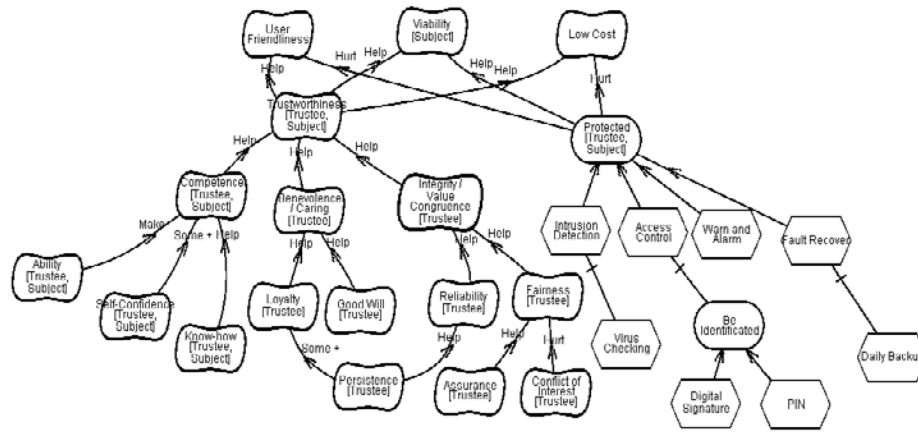 User
Friendliness
Viability
[Subject]
Low Cost
Help
Hurt
Help
Help
Help
Hurt
Trustworthiness
[Trustee,
Subject]
Protected
[Trustee,
Subject]
Help
Help
Help
Competence
[Trustee,
Subject]
Benevolence
/ Caring
[Trustee]
Integrity /
Value
Congruence
[Trustee]
Intrusion
Detection
Access
Control
Warn and
Alarm
Fault Recover
Make
Some +
Help
Help
Help
Help
Help
Ability
[Trustee,
Subject]
Self-Confidence
[Trustee,
Subject]
Know-how
[Trustee,
Subject]
Loyalty
[Trustee]
Good Will
[Trustee]
Reliability
[Trustee]
Fairness
[Trustee]
Virus
Checking
Be
Identificated
Daily Backup
Some +
Help
Help
Hurt
Persistence
[Trustee]
Assurance
[Trustee]
Conflict of
Interest
[Trustee]
Digital
Signature
PIN